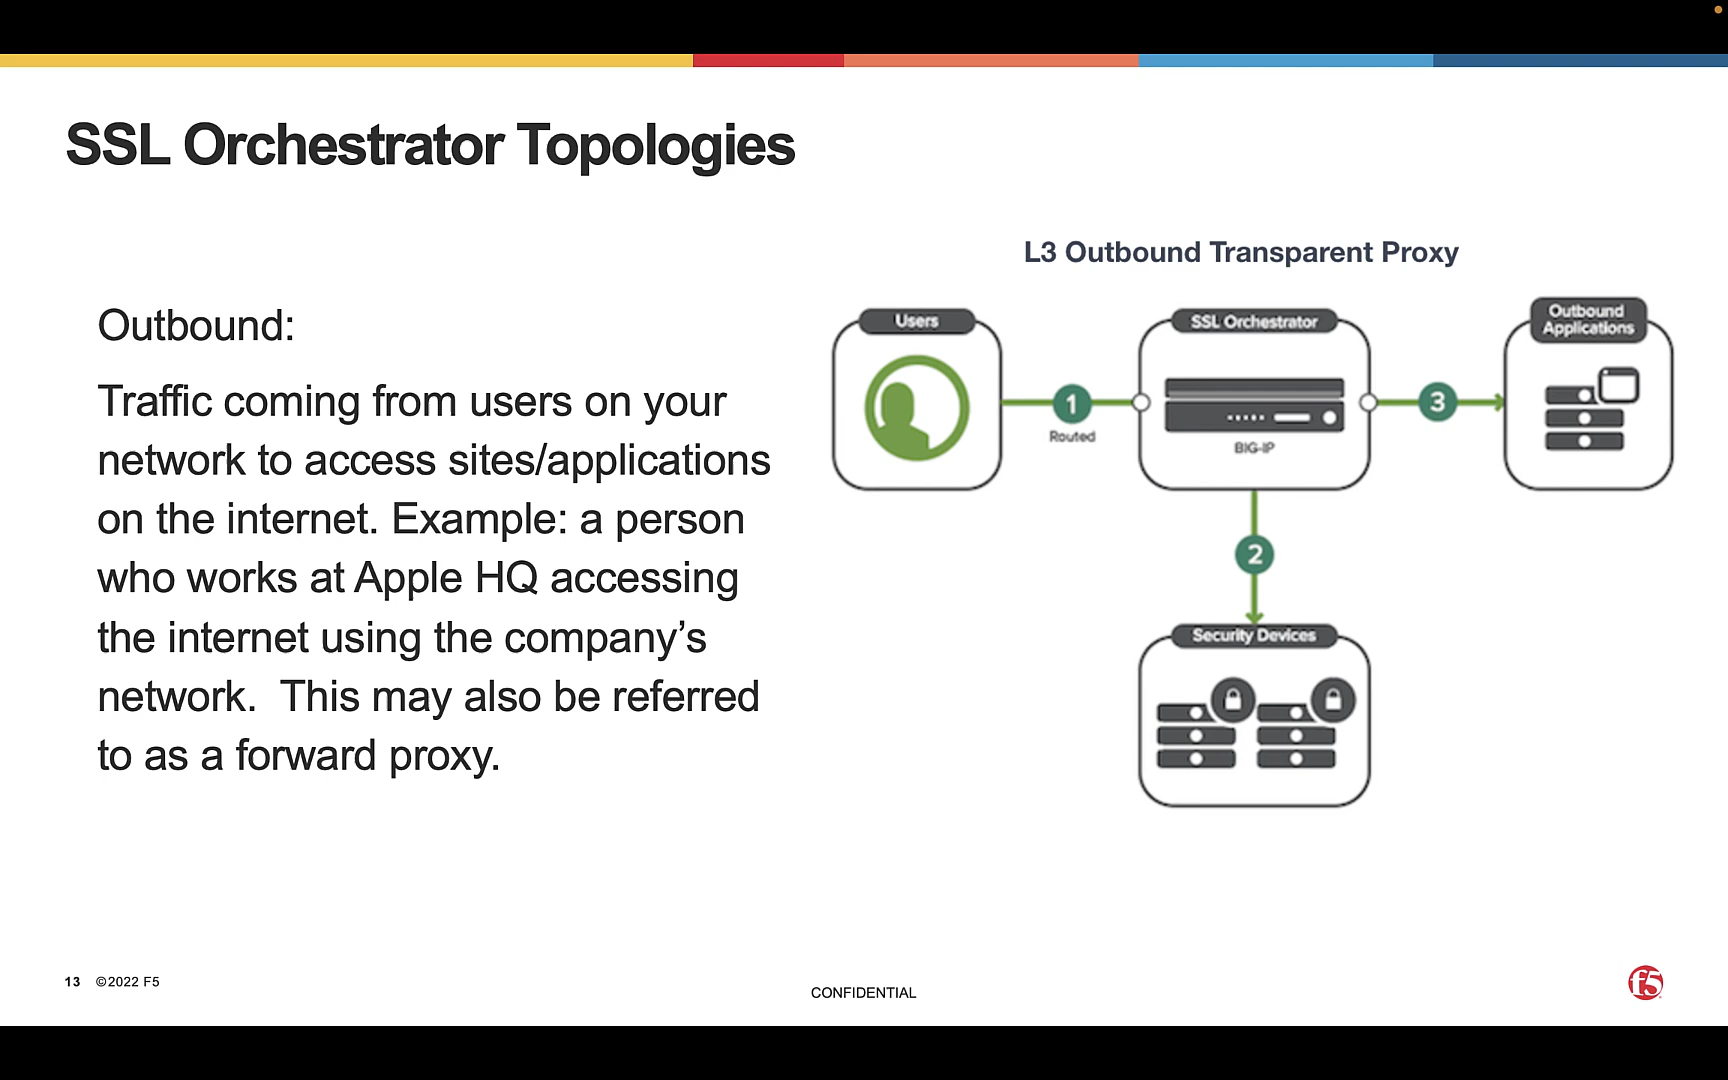 SSL Orchestrator Topologies
Outbound:
Traffic coming from users on your
network to access sites/applications
on the internet. Example: a person
who works at Apple HQ accessing
the internet using the company’s
network.  This may also be referred
to as a forward proxy.
L3 Outbound Transparent Proxy
Users
1
Routed
SSL Orchestrator
BIG-IP
3
Outbound
Applications
2
Security Devices
13 ©2022 F5
CONFIDENTIAL
f5